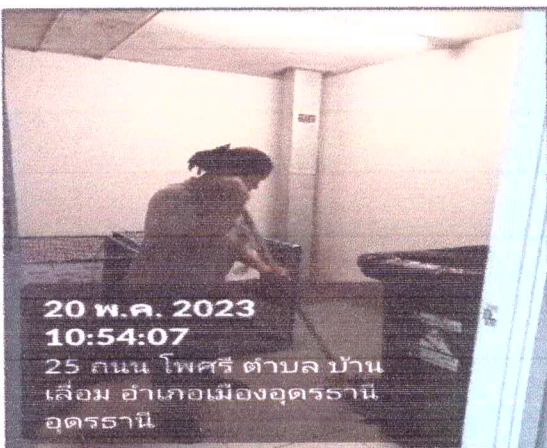 20 พ.ค. 2023
10:54:07
25 ถนน โพศรี ตำบล บ้าน
เลื่อม อำเภอเมืองอุดรธานี
อุดรธานี